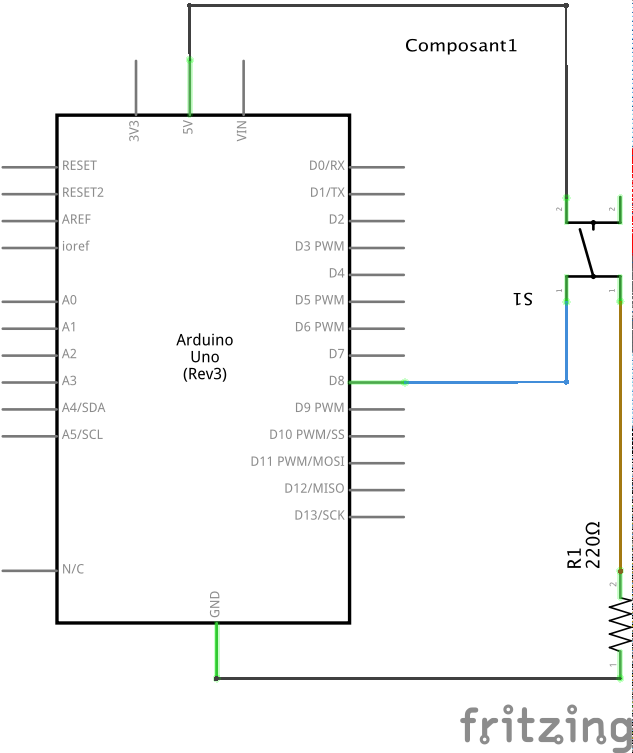 Composant1
3V3
5V
VIN
RESET
RESET2
AREF
ioref
A0
A1
A2
A3
A4/SDA
A5/SCL
N/C
Arduino
Uno
(Rev3)
D0/RX
D1/TX
D2
D3 PWM
D4
D5 PWM
D6 PWM
D7
D8
D9 PWM
D10 PWM/SS
D11 PWM/MOSI
D12/MISO
D13/SCK
GND
2
2
1
1
S1
R1
220Ω
2
1
fritzing